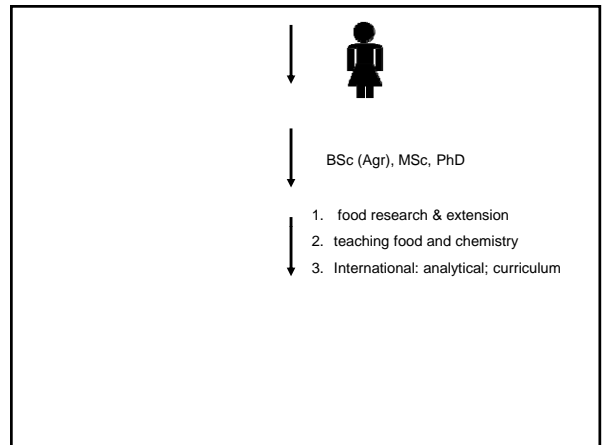 BSc (Agr), MSc, PhD
1. food research & extension
2. teaching food and chemistry
3. International: analytical; curriculum